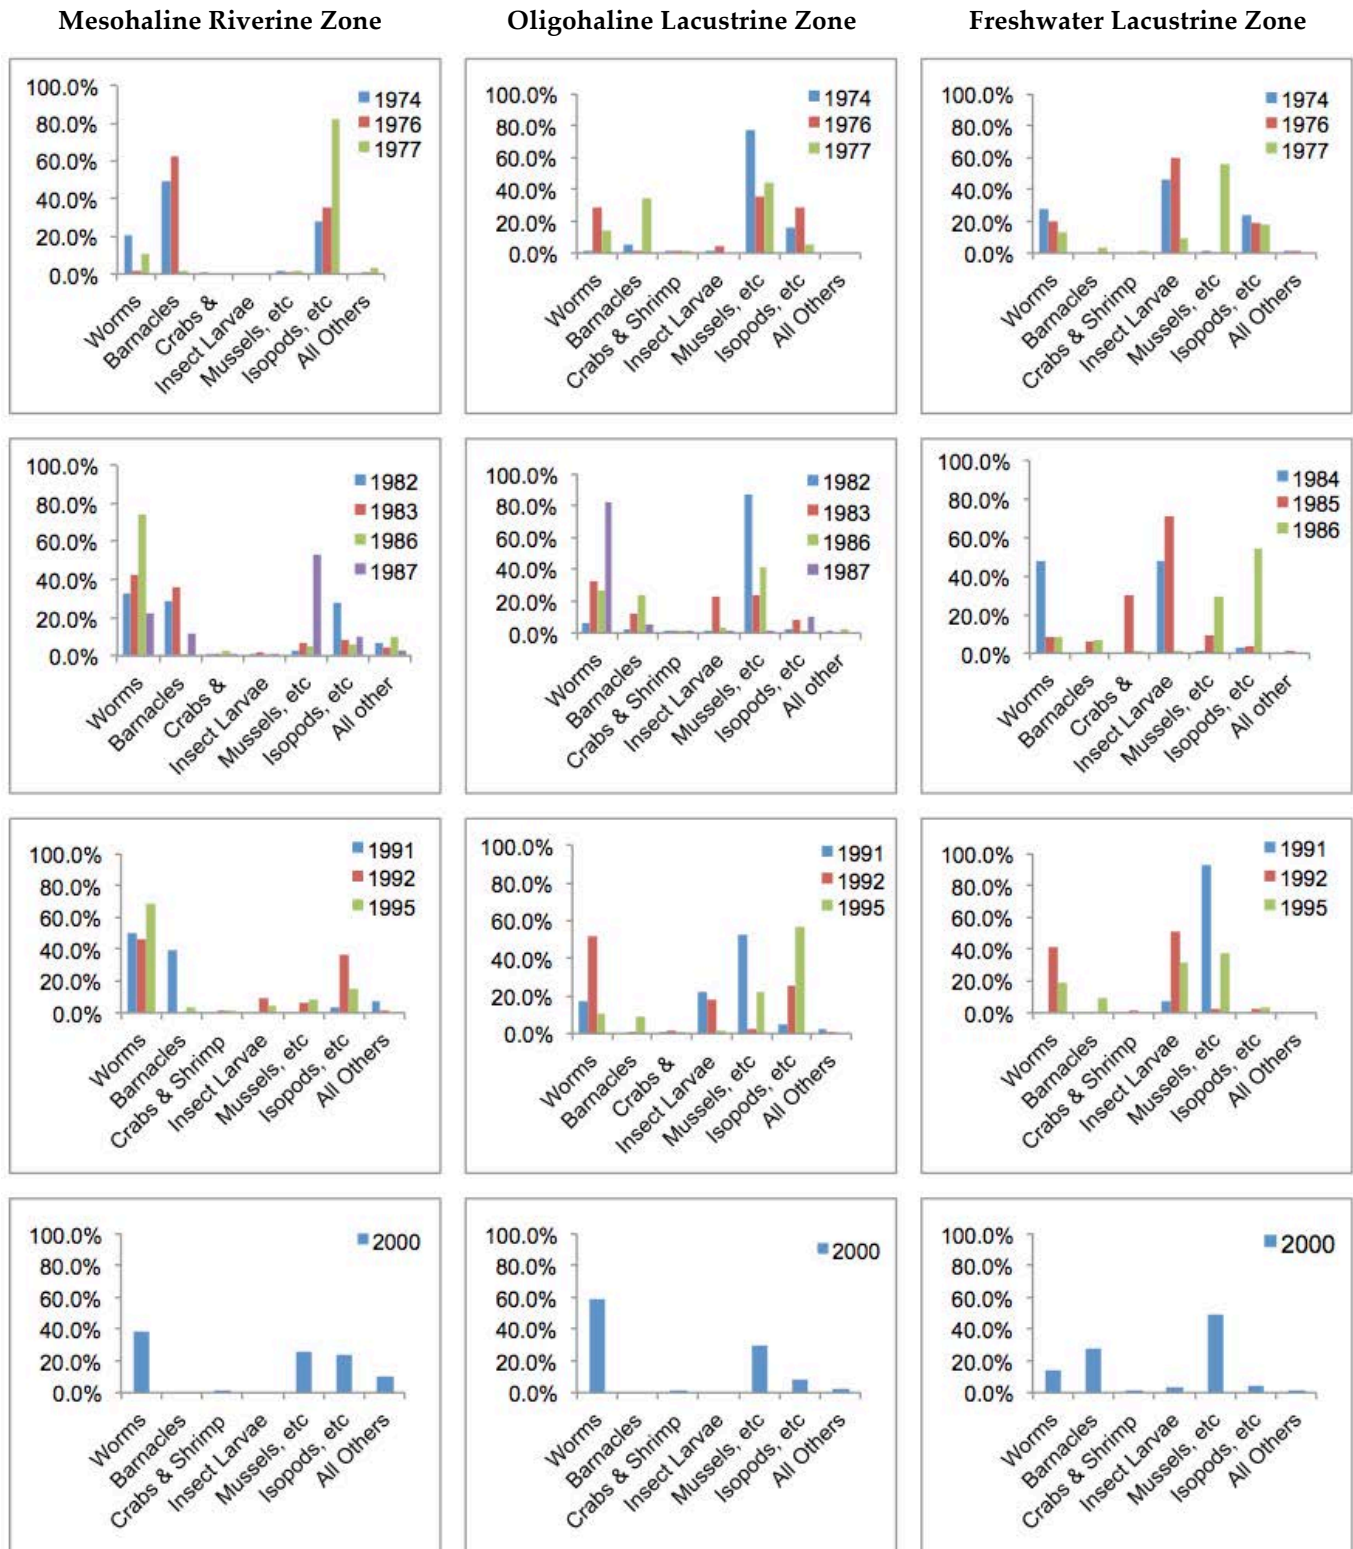 Mesohaline Riverine Zone
Oligohaline Lacustrine Zone
Freshwater Lacustrine Zone
100.0%
80.0%
60.0%
40.0%
20.0%
0.0%
1974
1976
1977
Worms
Barnacles
Crabs &
Insect Larvae
Mussels, etc
Isopods, etc
All Others
100.0%
80.0%
60.0%
40.0%
20.0%
0.0%
1974
1976
1977
Worms
Barnacles
Crabs & Shrimp
Insect Larvae
Mussels, etc
Isopods, etc
All Others
100.0%
80.0%
60.0%
40.0%
20.0%
0.0%
1974
1976
1977
Worms
Barnacles
Crabs & Shrimp
Insect Larvae
Mussels, etc
Isopods, etc
All Others
100.0%
80.0%
60.0%
40.0%
20.0%
0.0%
1982
1983
1986
1987
Worms
Barnacles
Crabs &
Insect Larvae
Mussels, etc
Isopods, etc
All other
100.0%
80.0%
60.0%
40.0%
20.0%
0.0%
1982
1983
1986
1987
Worms
Barnacles
Crabs & Shrimp
Insect Larvae
Mussels, etc
Isopods, etc
All other
100.0%
80.0%
60.0%
40.0%
20.0%
0.0%
1984
1985
1986
Worms
Barnacles
Crabs &
Insect Larvae
Mussels, etc
Isopods, etc
All other
100.0%
80.0%
60.0%
40.0%
20.0%
0.0%
1991
1992
1995
Worms
Barnacles
Crabs & Shrimp
Insect Larvae
Mussels, etc
Isopods, etc
All Others
100.0%
80.0%
60.0%
40.0%
20.0%
0.0%
1991
1992
1995
Worms
Barnacles
Crabs &
Insect Larvae
Mussels, etc
Isopods, etc
All Others
100.0%
80.0%
60.0%
40.0%
20.0%
0.0%
1991
1992
1995
Worms
Barnacles
Crabs & Shrimp
Insect Larvae
Mussels, etc
Isopods, etc
All Others
100.0%
80.0%
60.0%
40.0%
20.0%
0.0%
2000
Worms
Barnacles
Crabs & Shrimp
Insect Larvae
Mussels, etc
Isopods, etc
All Others
100.0%
80.0%
60.0%
40.0%
20.0%
0.0%
2000
Worms
Barnacles
Crabs & Shrimp
Insect Larvae
Mussels, etc
Isopods, etc
All Others
100.0%
80.0%
60.0%
40.0%
20.0%
0.0%
2000
Worms
Barnacles
Crabs & Shrimp
Insect Larvae
Mussels, etc
Isopods, etc
All Others